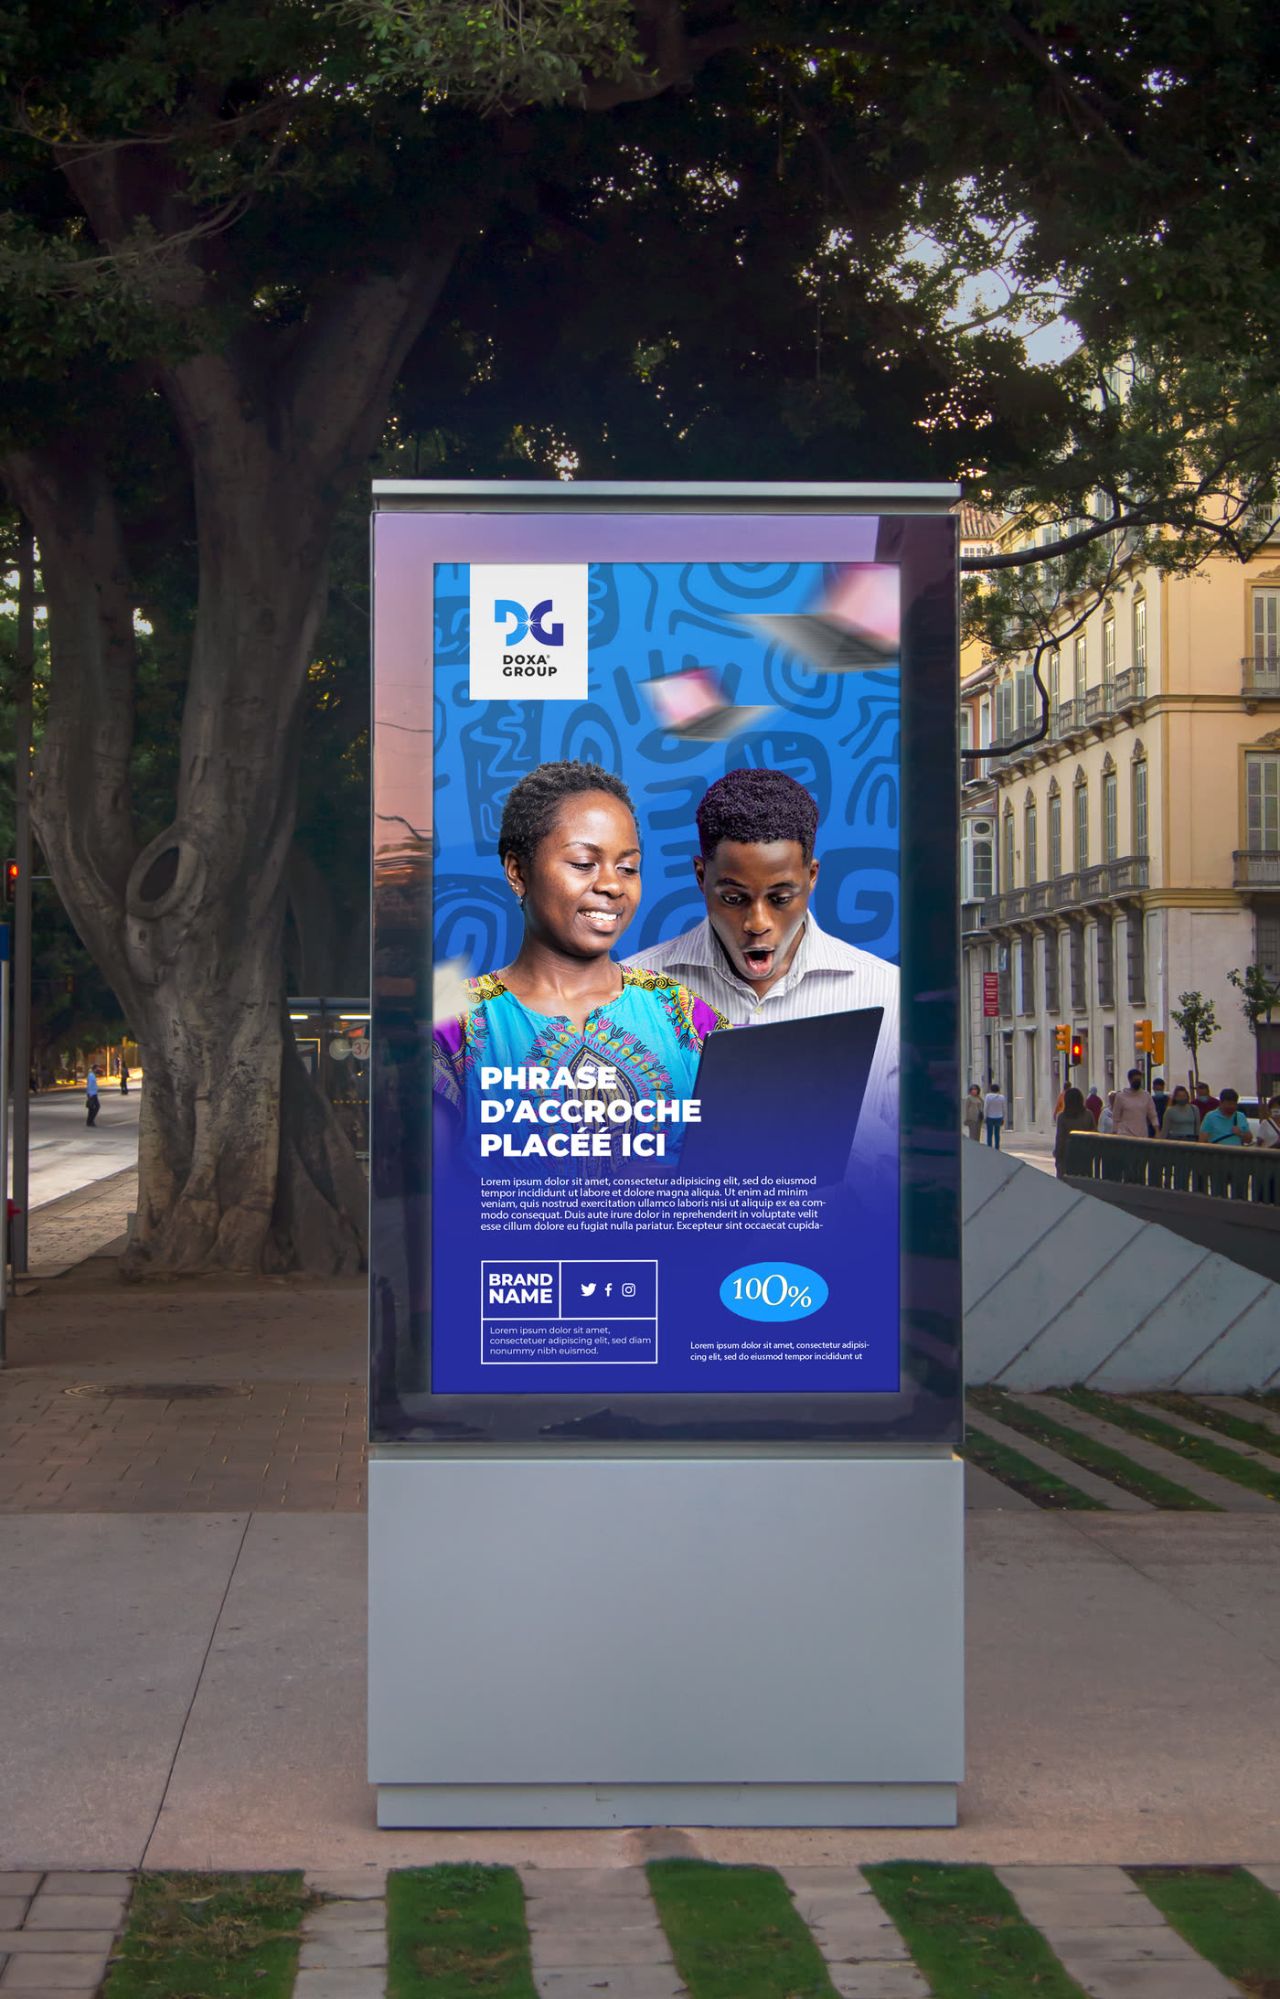 DG
DOXA®
GROUP
PHRASE
D'ACCROCHE
PLACÉÉ ICI
Lorem ipsum dolor sit amet, consectetur adipisicing elit, sed do eiusmod
tempor incididunt ut labore et dolore magna aliqua. Ut enim ad minim
veniam, quis nostrud exercitation ullamco laboris nisi ut aliquip ex ea com-
modo consequat. Duis aute irure dolor in reprehenderit in voluptate velit
esse cillum dolore eu fugiat nulla pariatur. Excepteur sint occaecat cupida-
BRAND
NAME
Lorem ipsum dolor sit amet,
consectetuer adipiscing elit, sed diam
nonummy nibh euismod.
100%
Lorem ipsum dolor sit amet, consectetur adipisi-
cing elit, sed do eiusmod tempor incididunt ut
37